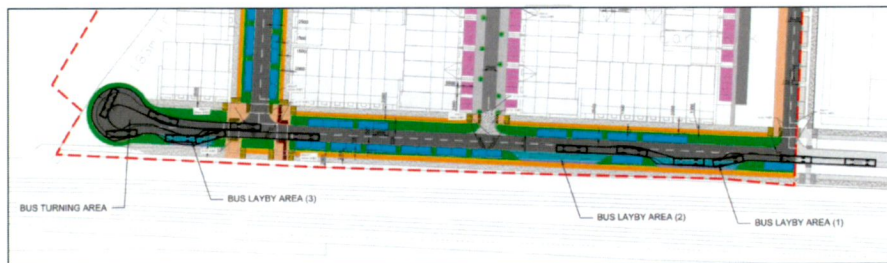 BUS TURNING AREA
BUS LAYBY AREA (3)
BUS LAYBY AREA (2)
BUS LAYBY AREA (1)